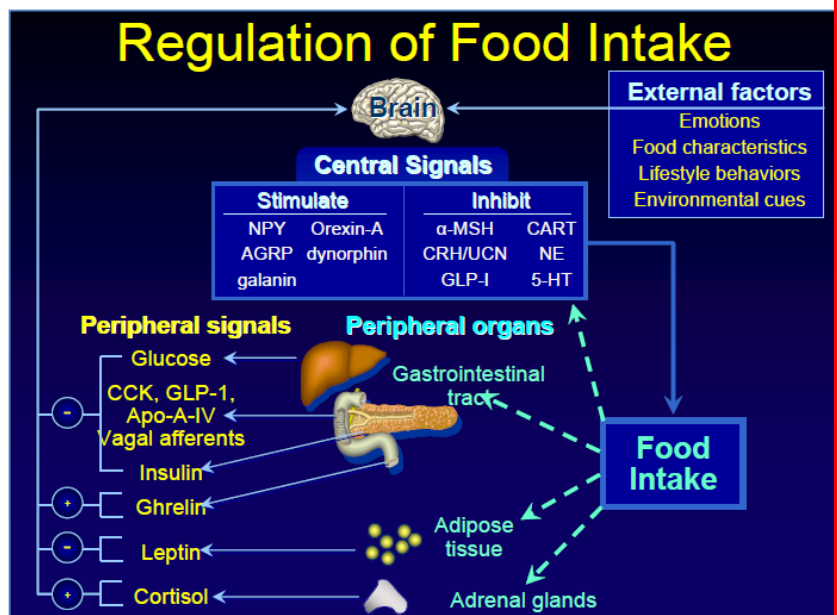 Regulation of Food Intake
Brain
External factors
Emotions
Food characteristics
Lifestyle behaviors
Environmental cues
Central Signals
Stimulate
NPY Orexin-A
AGRP dynorphin
galanin
Inhibit
α-MSH CART
CRH/UCN NE
GLP-I 5-HT
Peripheral signals
Peripheral organs
Glucose
CCK, GLP-1,
Apo-A-IV
Vagal afferents
Insulin
Ghrelin
Leptin
Cortisol
-
+
-
+
Gastrointestinal
tract
Adipose
tissue
Adrenal glands
Food
Intake